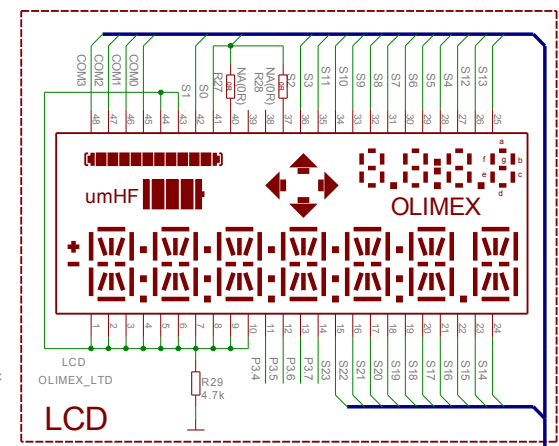 COM3
COM2
COM1
COM0
S1
S0
R27
NA(0R)
R28
NA(0R)
S2
S3
S11
S10
S9
S8
S7
S6
S5
S4
S12
S13
0R
0R
48 47 46 45 44 43 42 41 40 39 38 37 36 35 34 33 32 31 30 29 28 27 26 25
a
f g b
e c
d
umHF
OLIMEX
+
-
1 2 3 4 5 6 7 8 9 10 11 12 13 14 15 16 17 18 19 20 21 22 23 24
P3.4
P3.5
P3.6
P3.7
S23
S22
S21
S20
S19
S18
S17
S16
S15
S14
LCD
OLIMEX_LTD
R29
4.7k
LCD